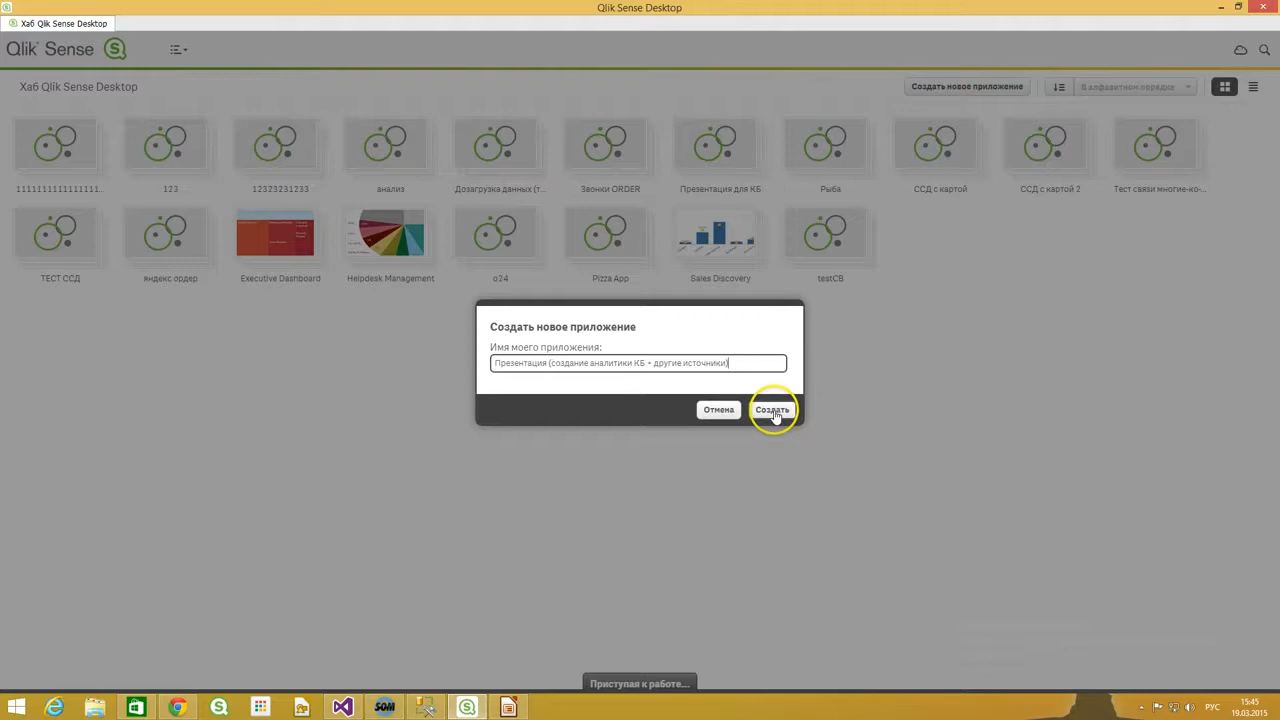 Qlik Sense Desktop
Хаб Qlik Sense Desktop
Qlik Sense
Хаб Qlik Sense Desktop
Создать новое приложение
В алфавитном порядке
11111111111111...
123
12323231233
анализ
Дозагрузка данных (т...
Звонки ORDER
Презентация для КБ
Рыба
ССД с картой
ССД с картой 2
Тест связи многие-ко-...
ТЕСТ ССД
яндекс ордер
Executive Dashboard
Helpdesk Management
o24
Pizza App
Sales Discovery
testCB
Создать новое приложение
Имя моего приложения:
Презентация (создание аналитики КБ + другие источники)
Отмена
Создать
Приступая к работе...
SOM
РУС
15:45
19.03.2015